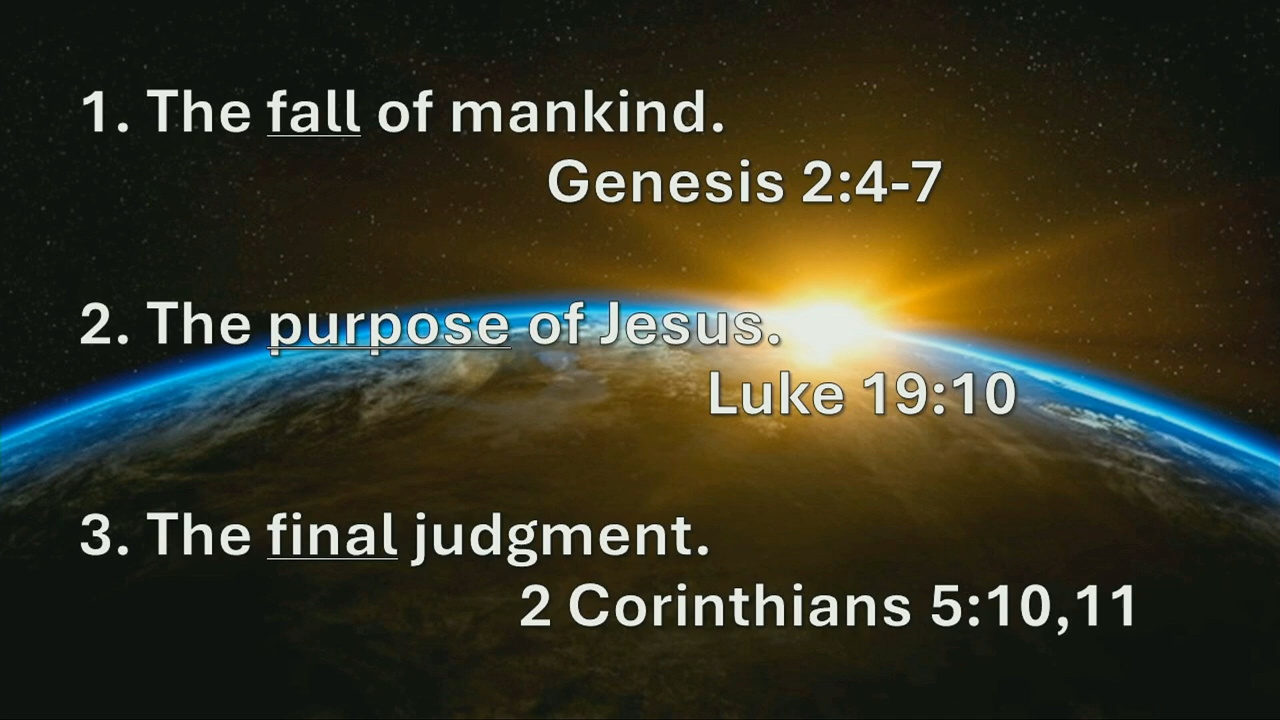 1. The fall of mankind.
Genesis 2:4-7
2. The purpose of Jesus.
Luke 19:10
3. The final judgment.
2 Corinthians 5:10,11